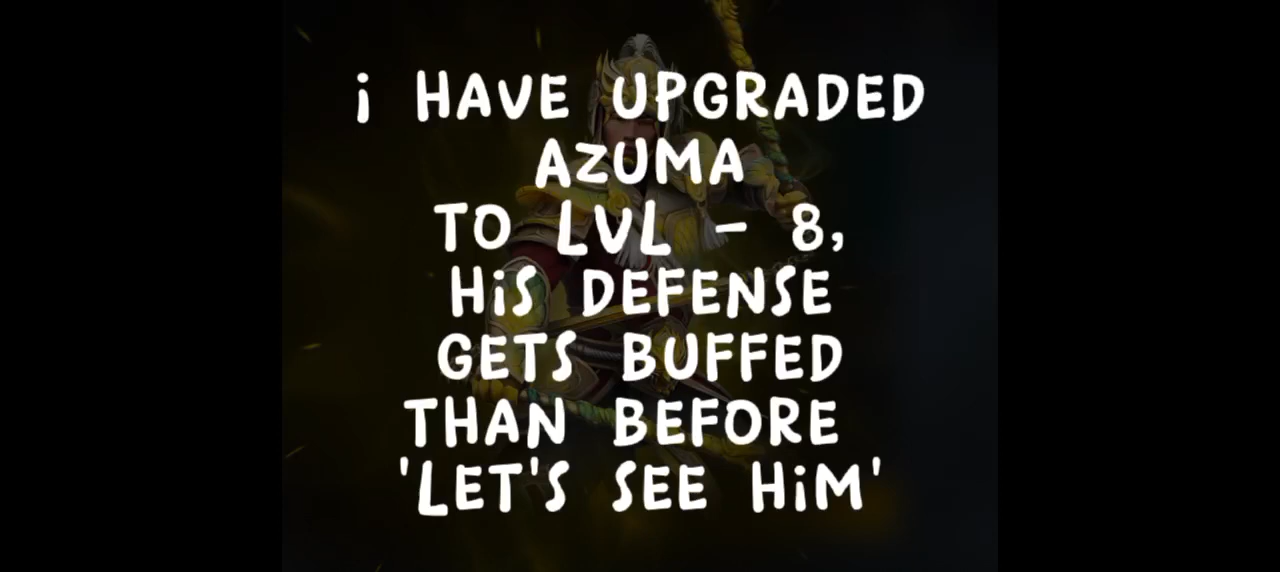 i HAVE UPGRADED
AZUMA
TO LVL - 8,
HiS DEFENSE
GETS BUFFED
THAN BEFORE
'LET'S SEE HiM'